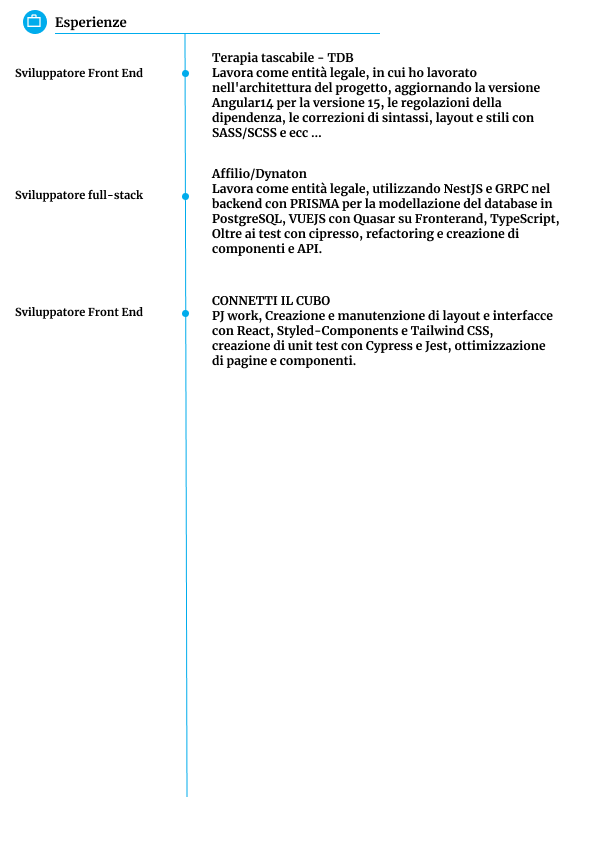 Esperienze
Sviluppatore Front End
Terapia tascabile - TDB
Lavora come entità legale, in cui ho lavorato
nell'architettura del progetto, aggiornando la versione
Angular14 per la versione 15, le regolazioni della
dipendenza, le correzioni di sintassi, layout e stili con
SASS/SCSS e ecc ...
Sviluppatore full-stack
Affilio/Dynaton
Lavora come entità legale, utilizzando NestJS e GRPC nel
backend con PRISMA per la modellazione del database in
PostgreSQL, VUEJS con Quasar su Fronterand, TypeScript,
Oltre ai test con cipresso, refactoring e creazione di
componenti e API.
Sviluppatore Front End
CONNETTI IL CUBO
PJ work, Creazione e manutenzione di layout e interfacce
con React, Styled-Components e Tailwind CSS,
creazione di unit test con Cypress e Jest, ottimizzazione
di pagine e componenti.